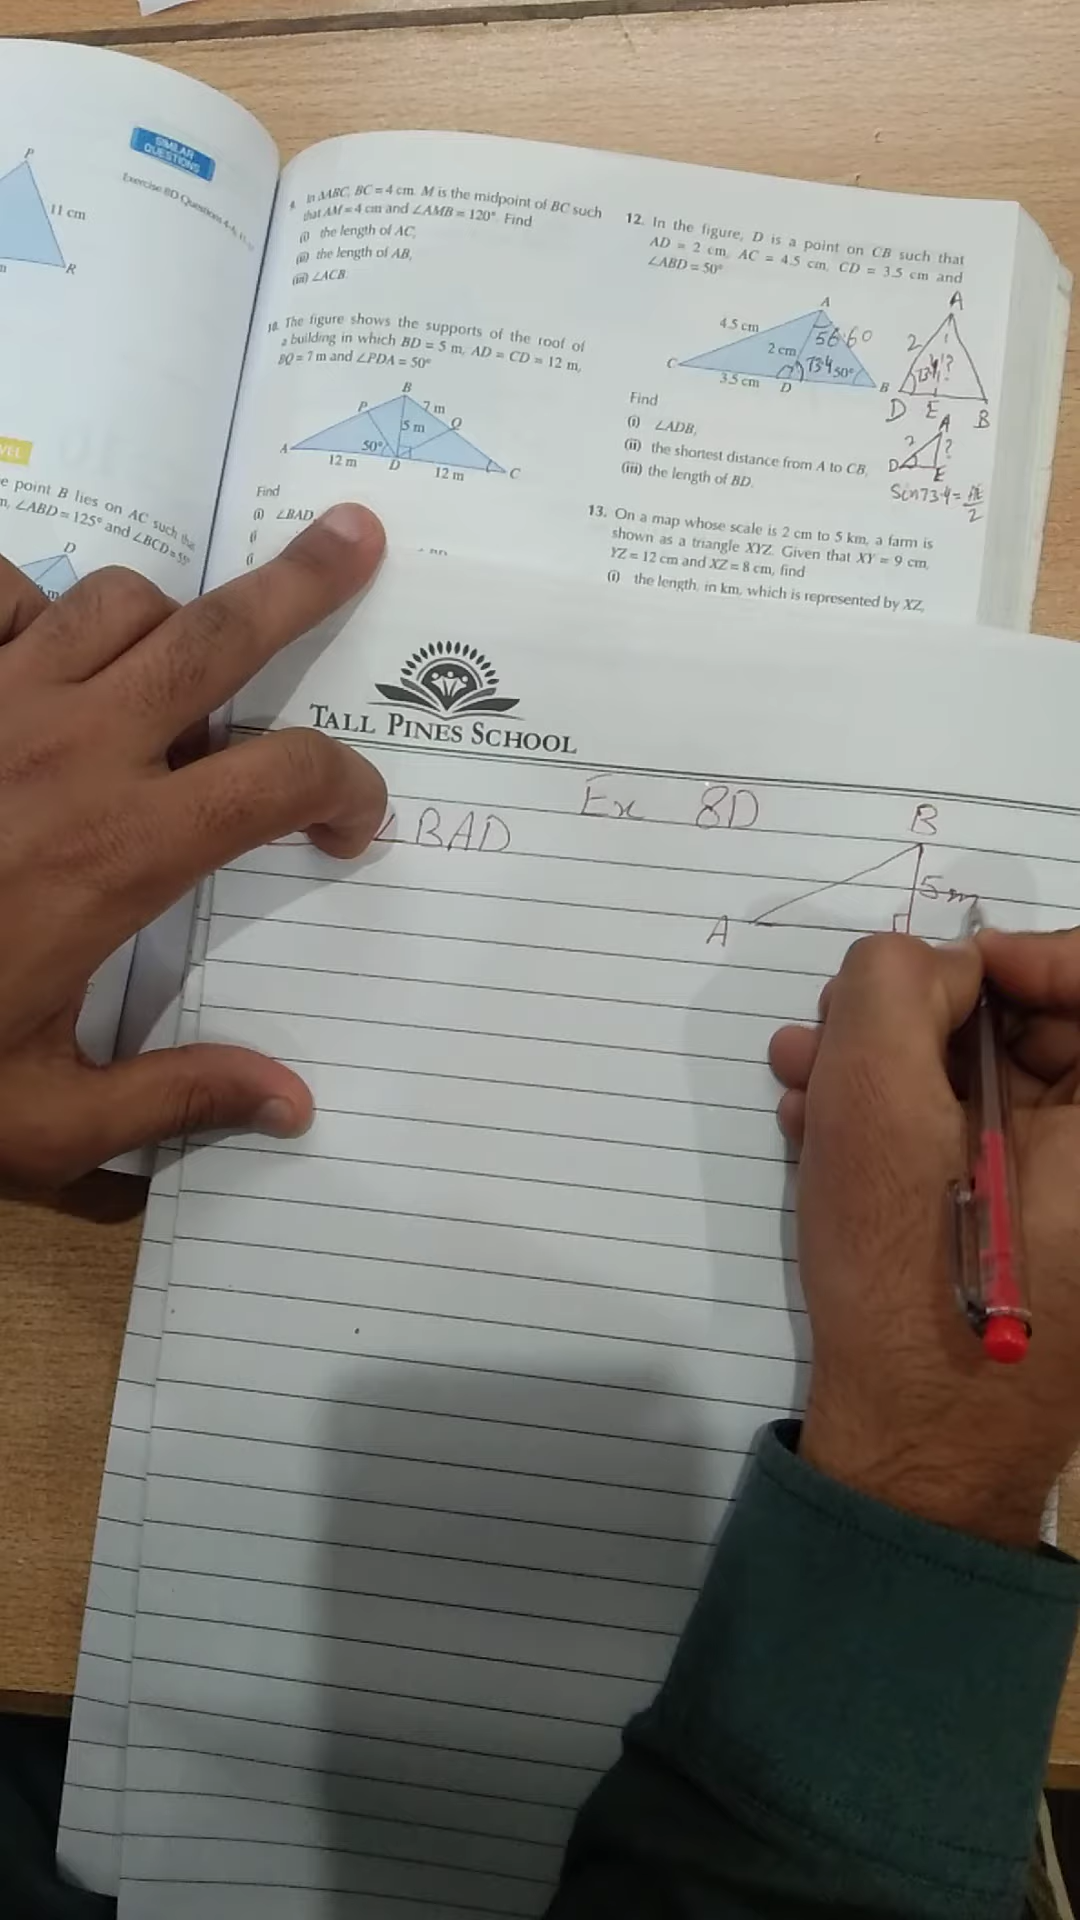 SIMILAR
QUESTIONS
Exercise 8D Questions
P
11 cm
R
9. In ΔABC, BC = 4 cm. M is the midpoint of BC such
that AM = 4 cm and ∠AMB = 120°. Find
(i) the length of AC,
(ii) the length of AB,
(iii) ∠ACB.
10. The figure shows the supports of the roof of
a building in which BD = 5 m, AD = CD = 12 m,
BQ = 7 m and ∠PDA = 50°
B
P
7 m
Q
5 m
A
50°
12 m
D
12 m
C
Find
(i) ∠BAD,
VEL
e point B lies on AC such tha
m, ∠ABD = 125° and ∠BCD = 55°
D
12. In the figure, D is a point on CB such that
AD = 2 cm, AC = 4.5 cm, CD = 3.5 cm and
∠ABD = 50°
A
4.5 cm
56.60
2 cm
C
73.4
50°
3.5 cm
D
B
A
2
?
73.4
D E B
A
2
?
D
E
Sin73.4 = AE
2
Find
(i) ∠ADB,
(ii) the shortest distance from A to CB,
(iii) the length of BD.
13. On a map whose scale is 2 cm to 5 km, a farm is
shown as a triangle XYZ. Given that XY = 9 cm,
YZ = 12 cm and XZ = 8 cm, find
(i) the length, in km, which is represented by XZ,
TALL PINES SCHOOL
Ex 8D
∠BAD
B
5m
A